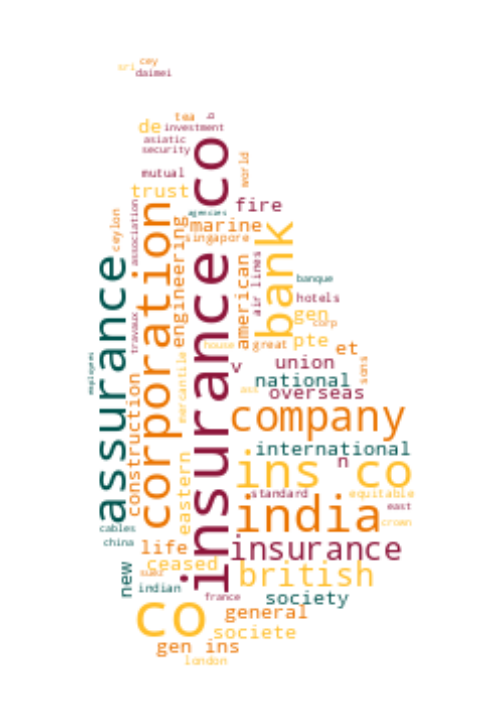 cey
sri
daimei
tea
a
de
investment
asiatic
security
insurance co
world
mutual
trust
association
corporation
fire
agencies
marine
ceylon
engineering
singapore
bank
american
air lines
assurance
banque
hotels
gen
corp
travaux
house
great
pte
et
employees
mercantile
v
union
sons
national
construction
asi
overseas
company
international
eastern
ins co
n
standard
equitable
india
east
crown
cables
china
life
insurance
new
ceased
suez
british
indian
france
society
co
general
societe
gen ins
london